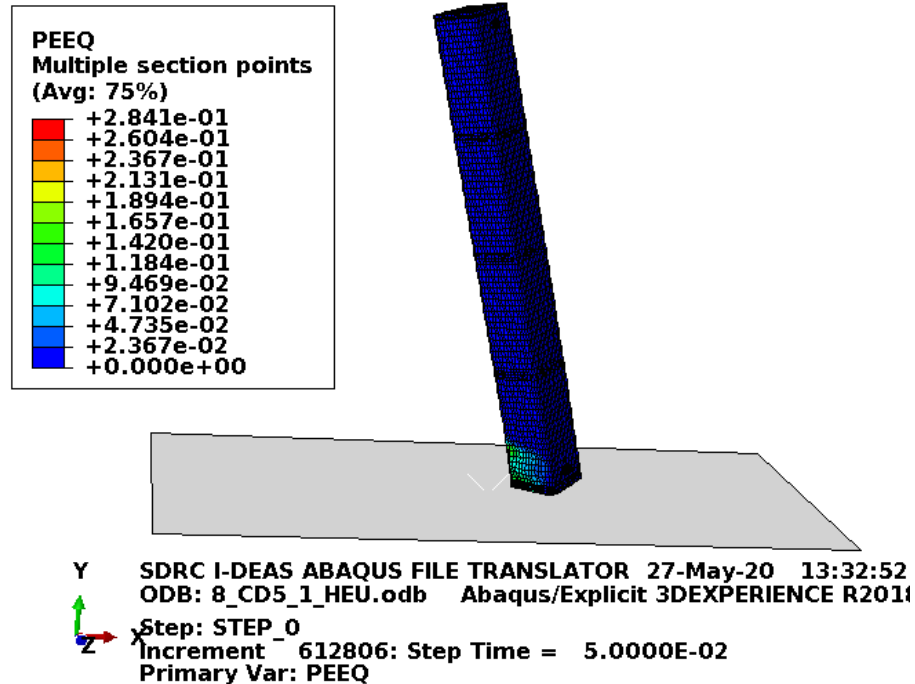 PEEQ
Multiple section points
(Avg: 75%)
+2.841e-01
+2.604e-01
+2.367e-01
+2.131e-01
+1.894e-01
+1.657e-01
+1.420e-01
+1.184e-01
+9.469e-02
+7.102e-02
+4.735e-02
+2.367e-02
+0.000e+00
Y
X
Z
SDRC I-DEAS ABAQUS FILE TRANSLATOR 27-May-20 13:32:52
ODB: 8_CD5_1_HEU.odb Abaqus/Explicit 3DEXPERIENCE R2018
Step: STEP_0
Increment 612806: Step Time = 5.0000E-02
Primary Var: PEEQ